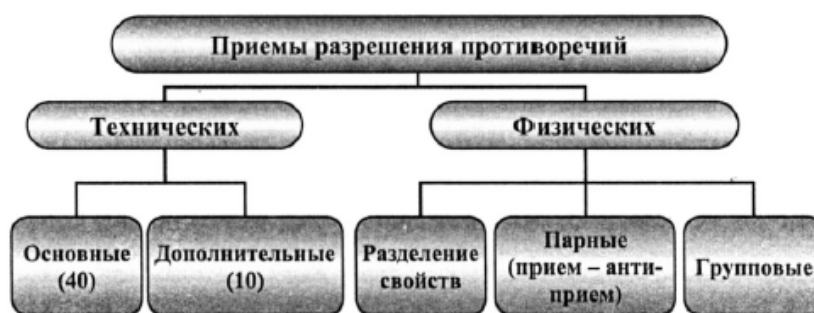 Приемы разрешения противоречий
Технических
Физических
Основные
(40)
Дополнительные
(10)
Разделение
свойств
Парные
(прием – анти-
прием)
Групповые